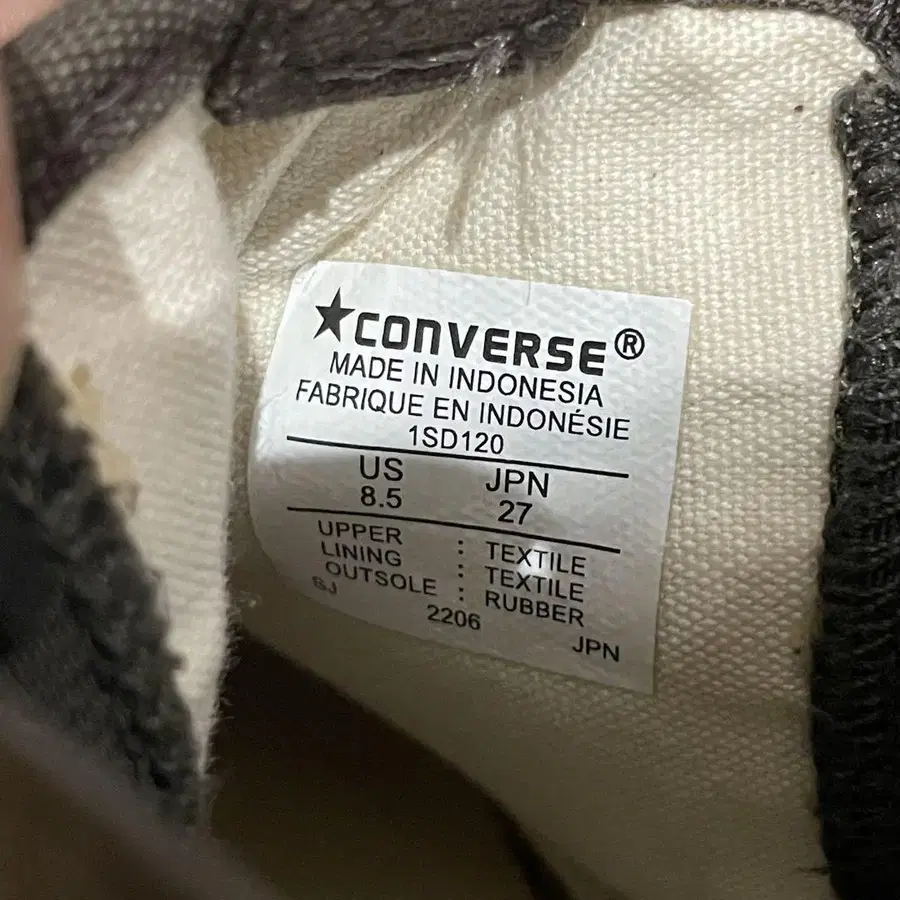 ★CONVERSE®
MADE IN INDONESIA
FABRIQUE EN INDONÉSIE
1SD120
US JPN
8.5 27
UPPER : TEXTILE
LINING : TEXTILE
OUTSOLE : RUBBER
SJ 2206
JPN